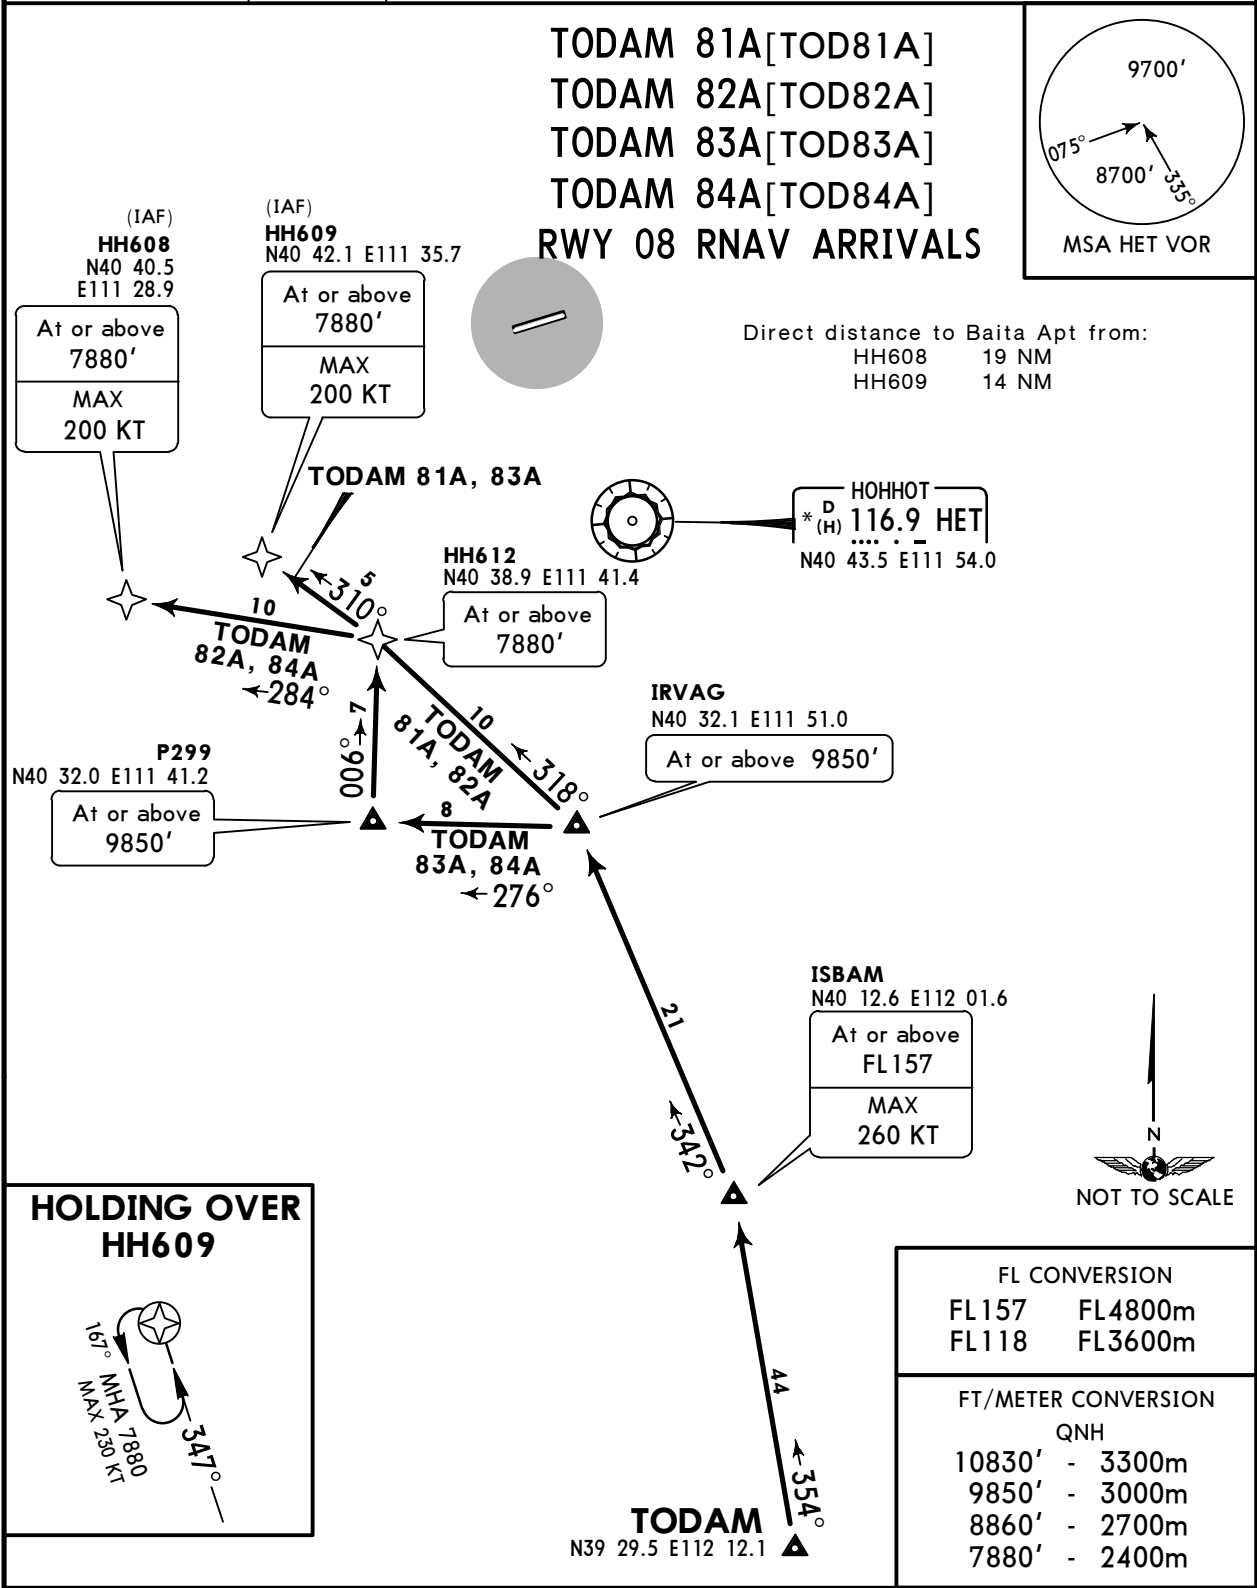 TODAM 81A[TOD81A]
TODAM 82A[TOD82A]
TODAM 83A[TOD83A]
TODAM 84A[TOD84A]
RWY 08 RNAV ARRIVALS
9700'
075°
8700'
335°
MSA HET VOR
(IAF)
HH608
N40 40.5
E111 28.9
At or above
7880'
MAX
200 KT
(IAF)
HH609
N40 42.1 E111 35.7
At or above
7880'
MAX
200 KT
Direct distance to Baita Apt from:
HH608 19 NM
HH609 14 NM
TODAM 81A, 83A
HOHHOT
* D
(H) 116.9 HET
N40 43.5 E111 54.0
HH612
N40 38.9 E111 41.4
At or above
7880'
5
310°
10
TODAM
82A, 84A
284°
IRVAG
N40 32.1 E111 51.0
At or above 9850'
10
TODAM
81A, 82A
318°
7
006°
P299
N40 32.0 E111 41.2
At or above
9850'
8
TODAM
83A, 84A
276°
21
342°
ISBAM
N40 12.6 E112 01.6
At or above
FL157
MAX
260 KT
N
NOT TO SCALE
HOLDING OVER
HH609
167°
MHA 7880
MAX 230 KT
347°
44
354°
TODAM
N39 29.5 E112 12.1
FL CONVERSION
FL157 FL4800m
FL118 FL3600m
FT/METER CONVERSION
QNH
10830' - 3300m
9850' - 3000m
8860' - 2700m
7880' - 2400m